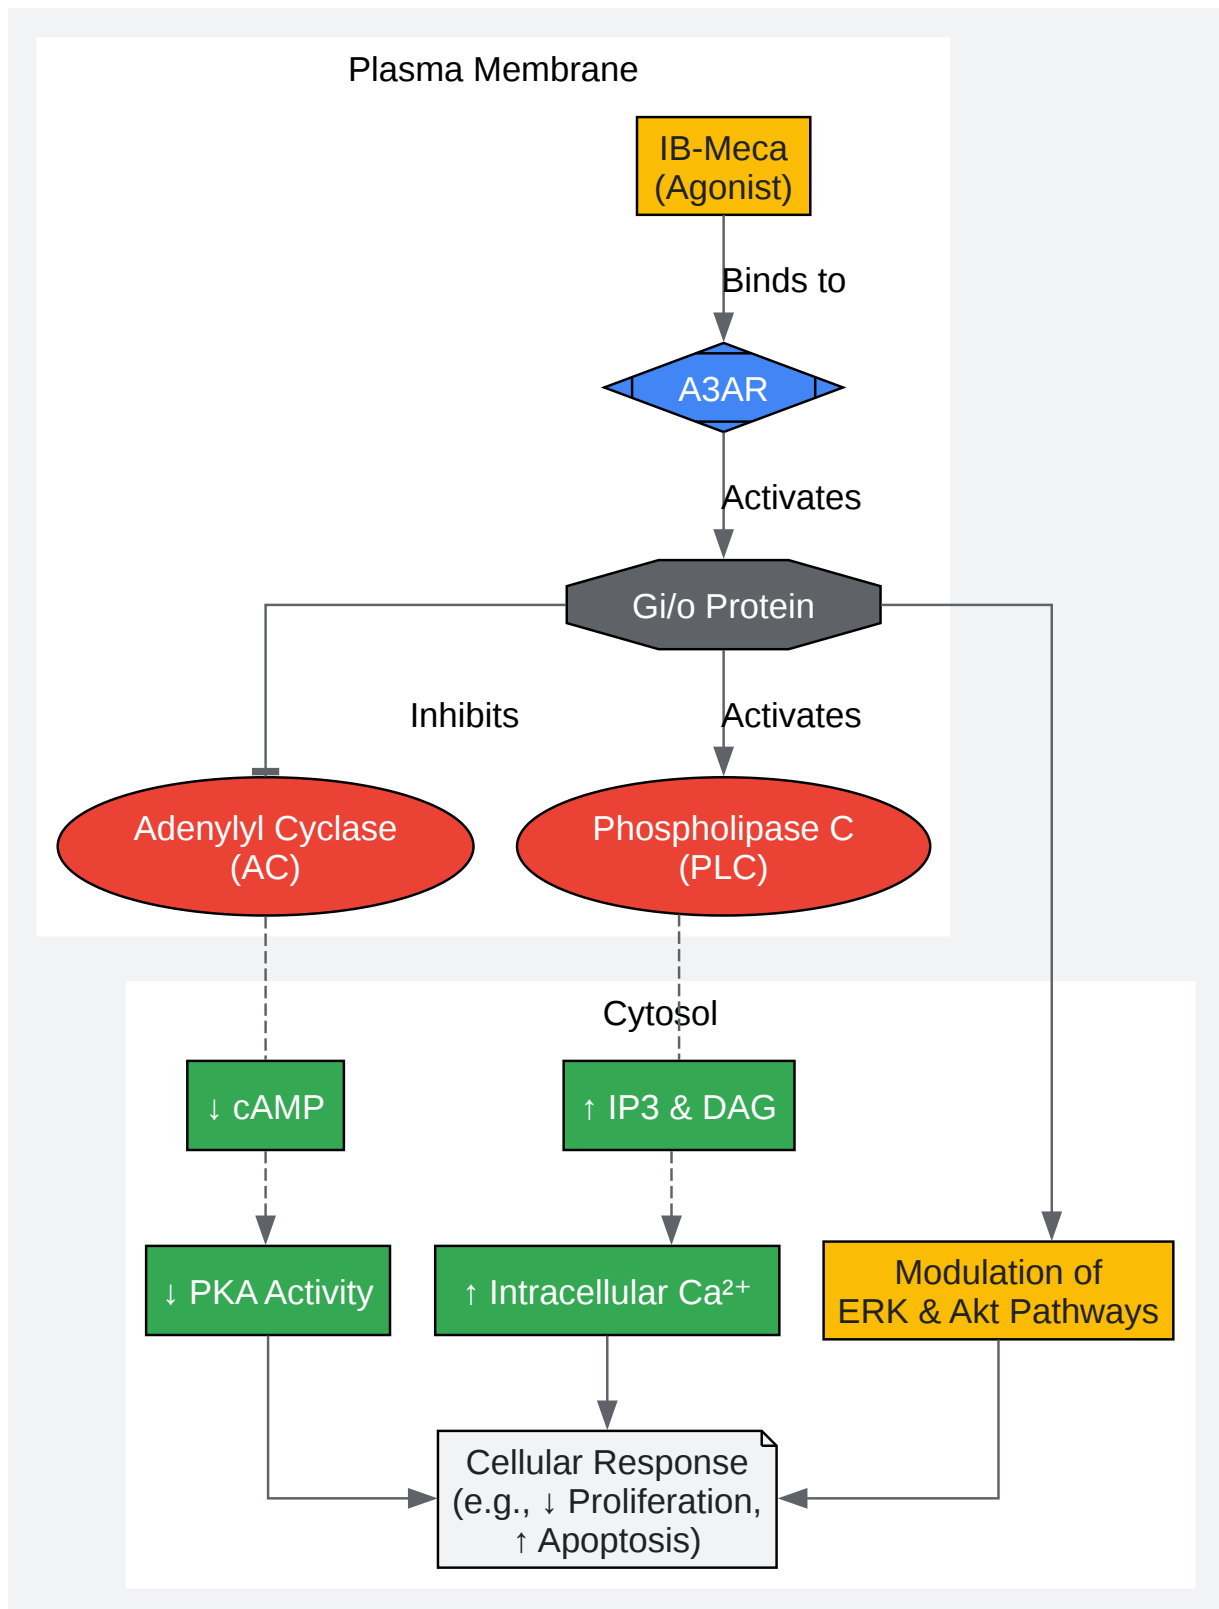 Plasma Membrane
IB-Meca
(Agonist)
Binds to
A3AR
Activates
Gi/o Protein
Inhibits
Activates
Adenylyl Cyclase
(AC)
Phospholipase C
(PLC)
Cytosol
↓ cAMP
↑ IP3 & DAG
↓ PKA Activity
↑ Intracellular Ca²⁺
Modulation of
ERK & Akt Pathways
Cellular Response
(e.g., ↓ Proliferation,
↑ Apoptosis)